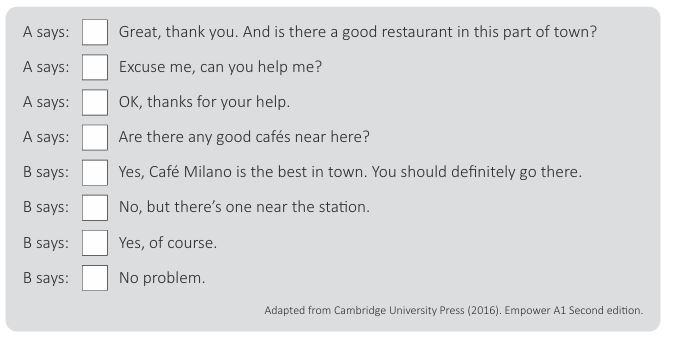 A says: Great, thank you. And is there a good restaurant in this part of town?
A says: Excuse me, can you help me?
A says: OK, thanks for your help.
A says: Are there any good cafés near here?
B says: Yes, Café Milano is the best in town. You should definitely go there.
B says: No, but there’s one near the station.
B says: Yes, of course.
B says: No problem.
Adapted from Cambridge University Press (2016). Empower A1 Second edition.